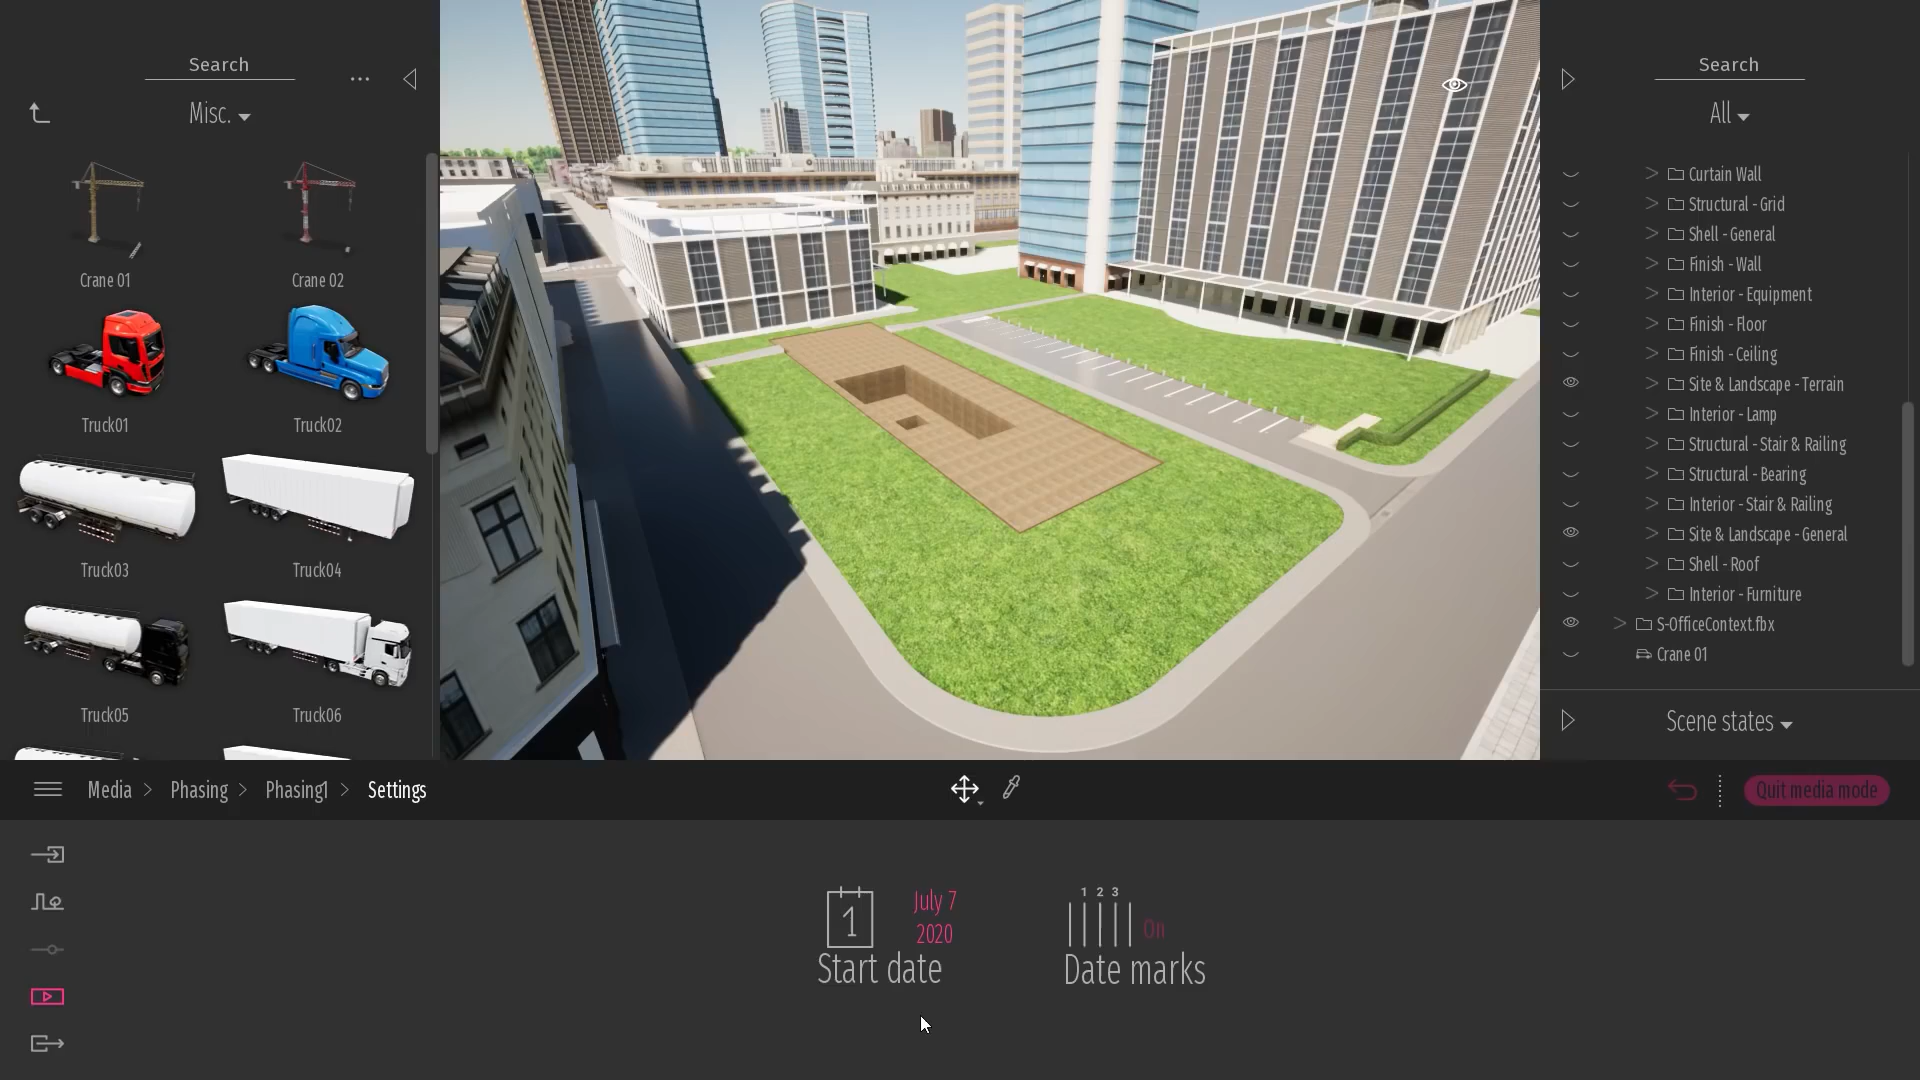 Search
Misc.
Crane 01
Crane 02
Truck01
Truck02
Truck03
Truck04
Truck05
Truck06
Search
All
Curtain Wall
Structural - Grid
Shell - General
Finish - Wall
Interior - Equipment
Finish - Floor
Finish - Ceiling
Site & Landscape - Terrain
Interior - Lamp
Structural - Stair & Railing
Structural - Bearing
Interior - Stair & Railing
Site & Landscape - General
Shell - Roof
Interior - Furniture
S-OfficeContext.fbx
Crane 01
Scene states
Media > Phasing > Phasing1 > Settings
Quit media mode
1
July 7
2020
Start date
1 2 3
On
Date marks